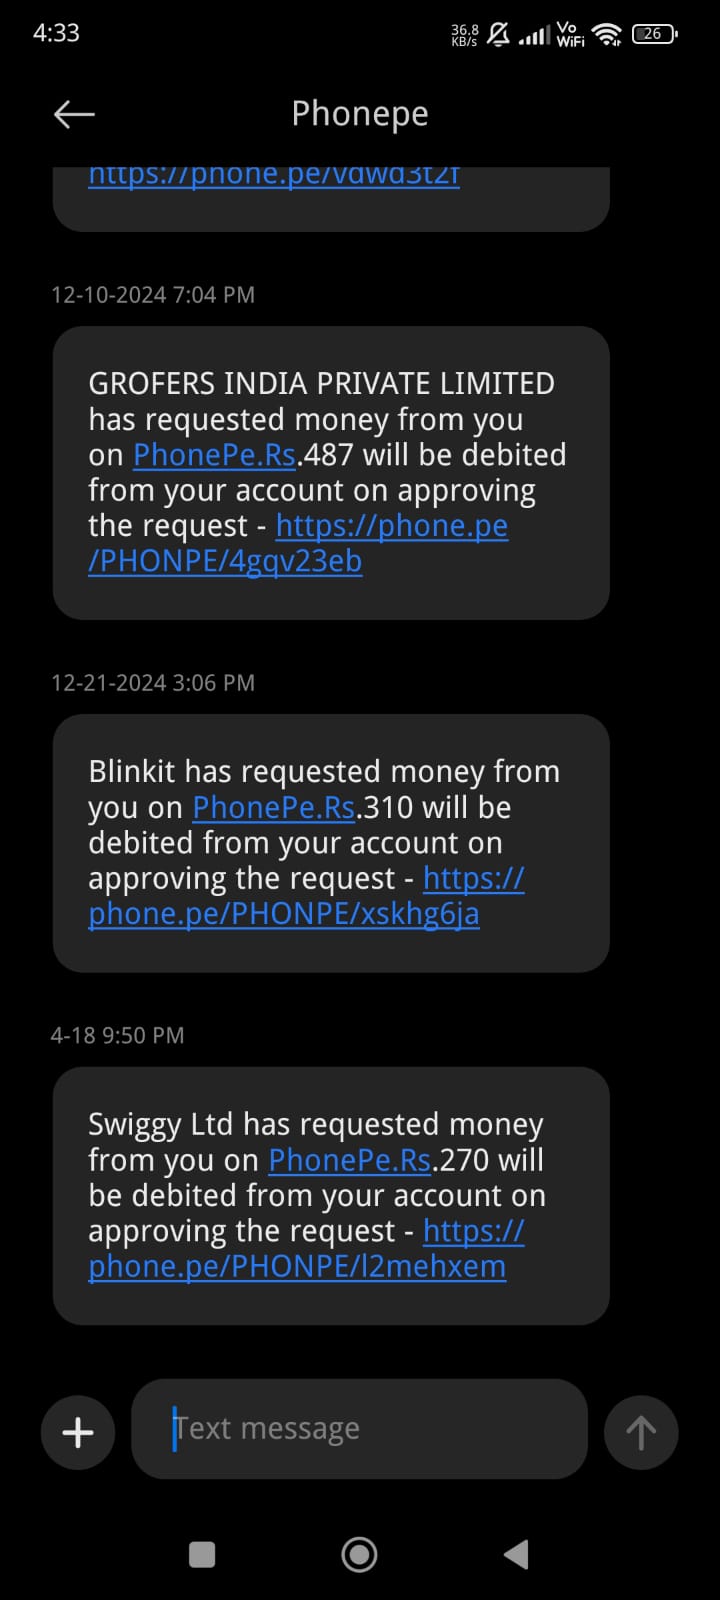 4:33
36.8
KB/s
Vo
WiFi
26
Phonepe
https://phone.pe/vdwd3t2f
12-10-2024 7:04 PM
GROFERS INDIA PRIVATE LIMITED
has requested money from you
on PhonePe.Rs.487 will be debited
from your account on approving
the request - https://phone.pe
/PHONPE/4gqv23eb
12-21-2024 3:06 PM
Blinkit has requested money from
you on PhonePe.Rs.310 will be
debited from your account on
approving the request - https://
phone.pe/PHONPE/xskhg6ja
4-18 9:50 PM
Swiggy Ltd has requested money
from you on PhonePe.Rs.270 will
be debited from your account on
approving the request - https://
phone.pe/PHONPE/l2mehxem
Text message